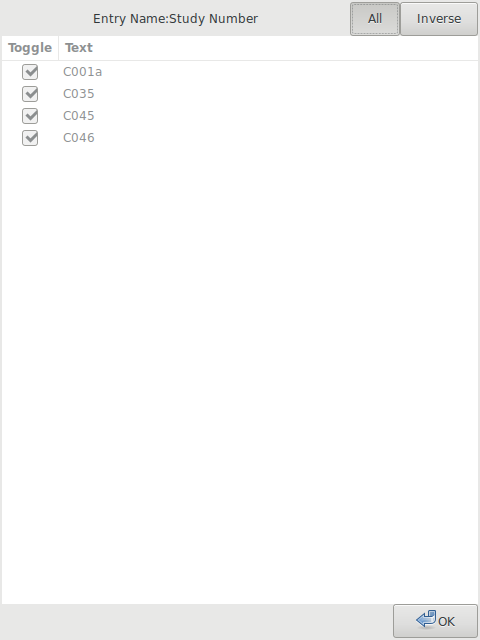 Entry Name:Study Number All Inverse
Toggle Text
C001a
C035
C045
C046
OK